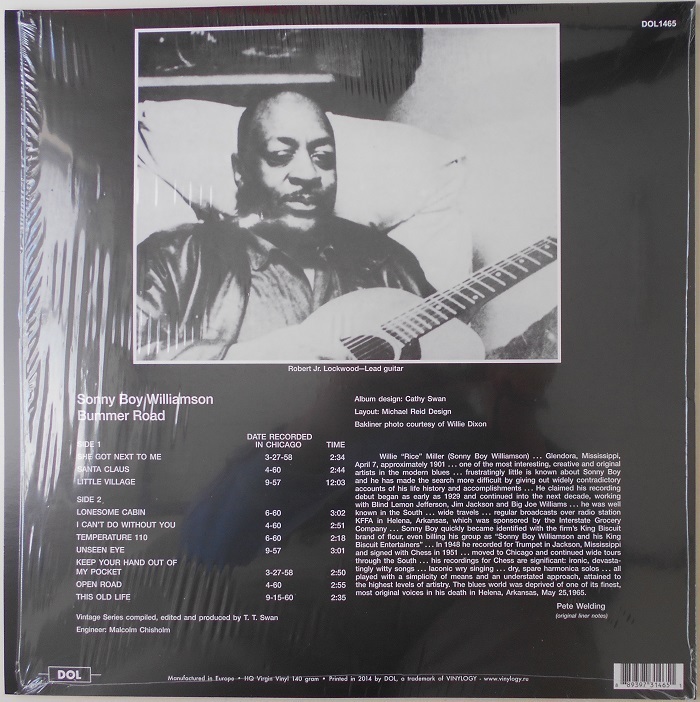 DOL1465
Robert Jr. Lockwood—Lead guitar
Sonny Boy Williamson
Bummer Road
Album design: Cathy Swan
Layout: Michael Reid Design
Bakliner photo courtesy of Willie Dixon
SIDE 1 DATE RECORDED IN CHICAGO TIME
SHE GOT NEXT TO ME 3-27-58 2:34
SANTA CLAUS 4-60 2:44
LITTLE VILLAGE 9-57 12:03
SIDE 2
LONESOME CABIN 6-60 3:02
I CAN'T DO WITHOUT YOU 4-60 2:51
TEMPERATURE 110 6-60 2:18
UNSEEN EYE 9-57 3:01
KEEP YOUR HAND OUT OF
MY POCKET 3-27-58 2:50
OPEN ROAD 4-60 2:55
THIS OLD LIFE 9-15-60 2:35
Vintage Series compiled, edited and produced by T. T. Swan
Engineer: Malcolm Chisholm
Willie "Rice" Miller (Sonny Boy Williamson) ... Glendora, Mississippi,
April 7, approximately 1901 ... one of the most interesting, creative and original
artists in the modern blues ... frustratingly little is known about Sonny Boy
and he has made the search more difficult by giving out widely contradictory
accounts of his life history and accomplishments ... He claimed his recording
debut began as early as 1929 and continued into the next decade, working
with Blind Lemon Jefferson, Jim Jackson and Big Joe Williams ... he was well
known in the South ... wide travels ... regular broadcasts over radio station
KFFA in Helena, Arkansas, which was sponsored by the Interstate Grocery
Company ... Sonny Boy quickly became identified with the firm's King Biscuit
brand of flour, even billing his group as "Sonny Boy Williamson and his King
Biscuit Entertainers" ... In 1948 he recorded for Trumpet in Jackson, Mississippi
and signed with Chess in 1951 ... moved to Chicago and continued wide tours
through the South ... his recordings for Chess are significant: ironic, devasta-
tingly witty songs ... laconic wry singing ... dry, spare harmonica solos ... all
played with a simplicity of means and an understated approach, attained to
the highest levels of artistry. The blues world was deprived of one of its finest,
most original voices in his death in Helena, Arkansas, May 25,1965.
Pete Welding
(original liner notes)
DOL
Manufactured in Europe • HQ Virgin Vinyl 140 gram • Printed in 2014 by DOL, a trademark of VINYLOGY - www.vinylogy.ru